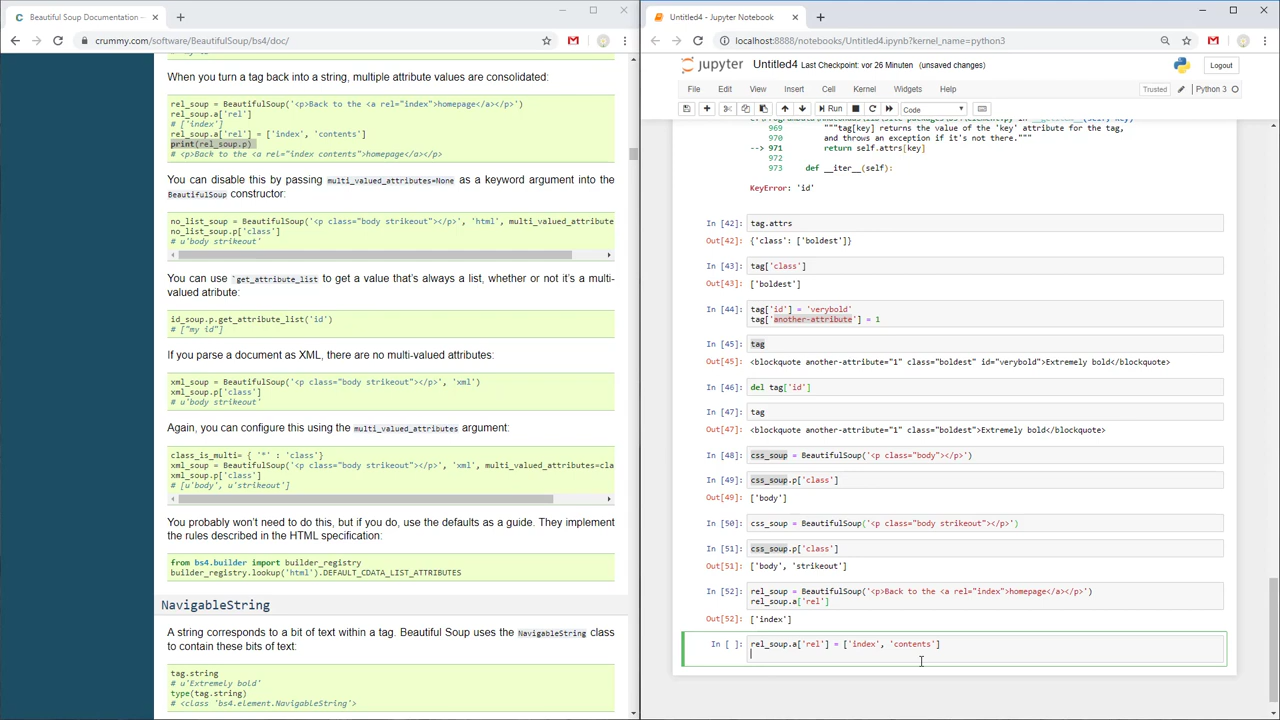 Beautiful Soup Documentation
crummy.com/software/BeautifulSoup/bs4/doc/
When you turn a tag back into a string, multiple attribute values are consolidated:
rel_soup = BeautifulSoup('<p>Back to the <a rel="index">homepage</a></p>')
rel_soup.a['rel']
# ['index']
rel_soup.a['rel'] = ['index', 'contents']
print(rel_soup.p)
# <p>Back to the <a rel="index contents">homepage</a></p>
You can disable this by passing multi_valued_attributes=None as a keyword argument into the
BeautifulSoup constructor:
no_list_soup = BeautifulSoup('<p class="body strikeout"></p>', 'html', multi_valued_attribute
no_list_soup.p['class']
# u'body strikeout'
You can use `get_attribute_list to get a value that's always a list, whether or not it's a multi-
valued atribute:
id_soup.p.get_attribute_list('id')
# ["my id"]
If you parse a document as XML, there are no multi-valued attributes:
xml_soup = BeautifulSoup('<p class="body strikeout"></p>', 'xml')
xml_soup.p['class']
# u'body strikeout'
Again, you can configure this using the multi_valued_attributes argument:
class_is_multi= { '*' : 'class'}
xml_soup = BeautifulSoup('<p class="body strikeout"></p>', 'xml', multi_valued_attributes=cla
xml_soup.p['class']
# [u'body', u'strikeout']
You probably won't need to do this, but if you do, use the defaults as a guide. They implement
the rules described in the HTML specification:
from bs4.builder import builder_registry
builder_registry.lookup('html').DEFAULT_CDATA_LIST_ATTRIBUTES
NavigableString
A string corresponds to a bit of text within a tag. Beautiful Soup uses the NavigableString class
to contain these bits of text:
tag.string
# u'Extremely bold'
type(tag.string)
# <class 'bs4.element.NavigableString'>
Untitled4 - Jupyter Notebook
localhost:8888/notebooks/Untitled4.ipynb?kernel_name=python3
jupyter Untitled4 Last Checkpoint: vor 26 Minuten (unsaved changes) Logout
File Edit View Insert Cell Kernel Widgets Help Trusted Python 3
Run Code
969 """tag[key] returns the value of the 'key' attribute for the tag,
970 and throws an exception if it's not there."""
--> 971 return self.attrs[key]
972
973 def __iter__(self):
KeyError: 'id'
In [42]: tag.attrs
Out[42]: {'class': ['boldest']}
In [43]: tag['class']
Out[43]: ['boldest']
In [44]: tag['id'] = 'verybold'
tag['another-attribute'] = 1
In [45]: tag
Out[45]: <blockquote another-attribute="1" class="boldest" id="verybold">Extremely bold</blockquote>
In [46]: del tag['id']
In [47]: tag
Out[47]: <blockquote another-attribute="1" class="boldest">Extremely bold</blockquote>
In [48]: css_soup = BeautifulSoup('<p class="body"></p>')
In [49]: css_soup.p['class']
Out[49]: ['body']
In [50]: css_soup = BeautifulSoup('<p class="body strikeout"></p>')
In [51]: css_soup.p['class']
Out[51]: ['body', 'strikeout']
In [52]: rel_soup = BeautifulSoup('<p>Back to the <a rel="index">homepage</a></p>')
rel_soup.a['rel']
Out[52]: ['index']
In [ ]: rel_soup.a['rel'] = ['index', 'contents']